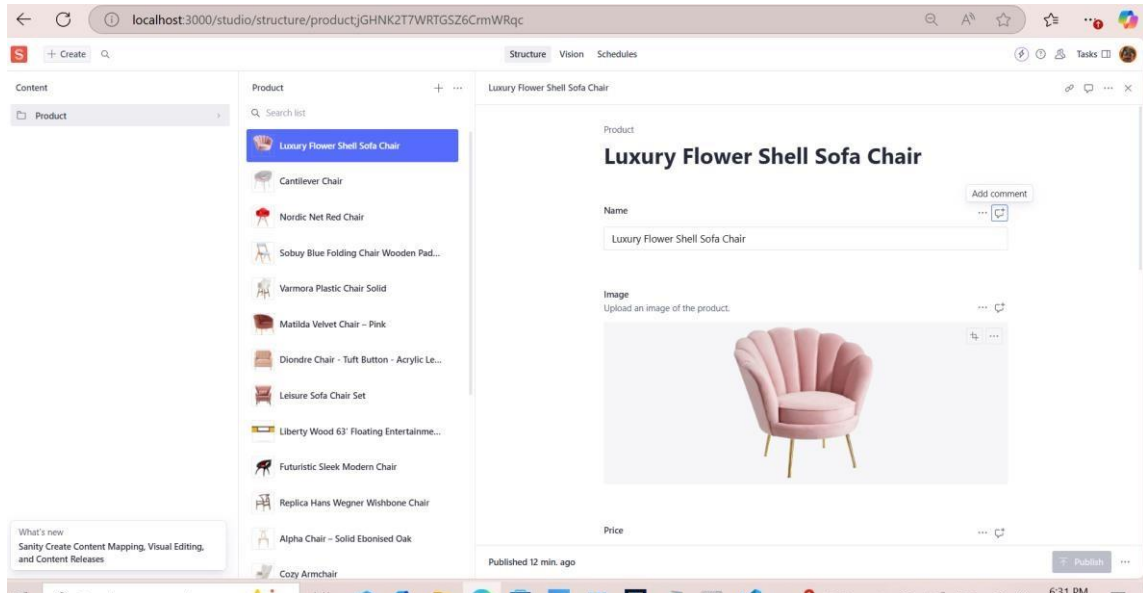 localhost:3000/studio/structure/product;jGHNK2T7WRTGSZ6CrmWRqc
S + Create Structure Vision Schedules Tasks
Content
Product
What's new
Sanity Create Content Mapping, Visual Editing,
and Content Releases
Product
Search list
Luxury Flower Shell Sofa Chair
Cantilever Chair
Nordic Net Red Chair
Sobuy Blue Folding Chair Wooden Pad...
Varmora Plastic Chair Solid
Matilda Velvet Chair – Pink
Diondre Chair - Tuft Button - Acrylic Le...
Leisure Sofa Chair Set
Liberty Wood 63' Floating Entertainme...
Futuristic Sleek Modern Chair
Replica Hans Wegner Wishbone Chair
Alpha Chair – Solid Ebonised Oak
Cozy Armchair
Luxury Flower Shell Sofa Chair
Product
Luxury Flower Shell Sofa Chair
Add comment
Name
Luxury Flower Shell Sofa Chair
Image
Upload an image of the product.
Price
Published 12 min. ago
Publish
6:31 PM